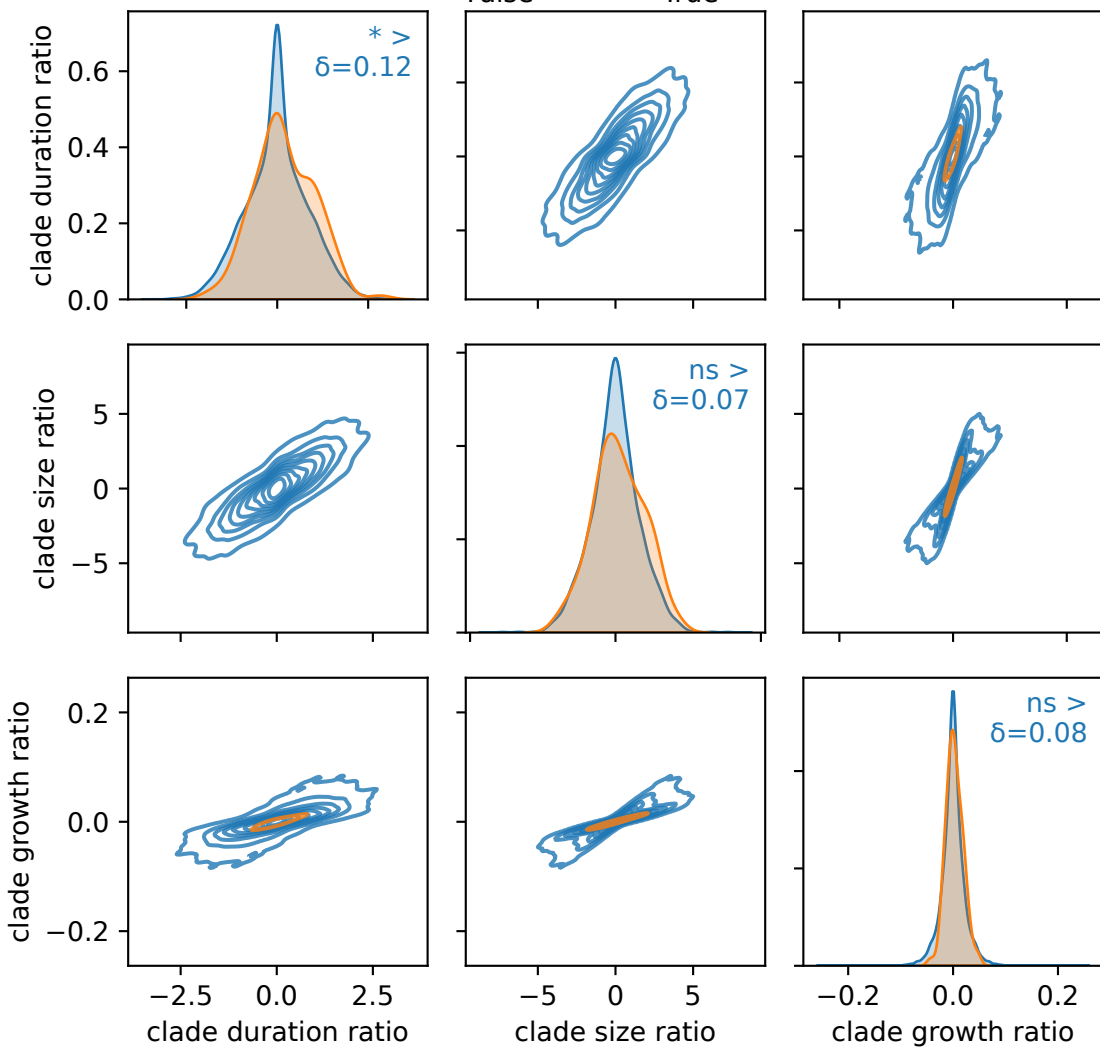 clade duration ratio
0.6
0.4
0.2
0.0
* >
δ=0.12
clade size ratio
5
0
−5
ns >
δ=0.07
clade growth ratio
0.2
0.0
−0.2
ns >
δ=0.08
−2.5 0.0 2.5
−5 0 5
−0.2 0.0 0.2
clade duration ratio
clade size ratio
clade growth ratio